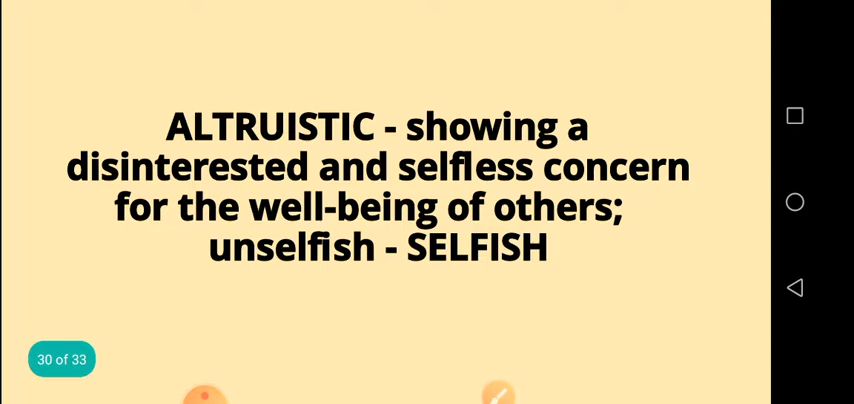 ALTRUISTIC - showing a
disinterested and selfless concern
for the well-being of others;
unselfish - SELFISH
30 of 33